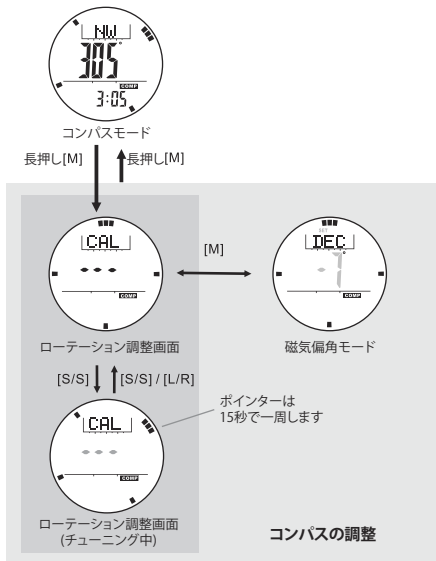 NW
305°
COMP
3:05
コンパスモード
長押し[M]
長押し[M]
CAL
- - -
COMP
ローテーション調整画面
[M]
SET
DEC
- 7°
COMP
磁気偏角モード
[S/S]
[S/S] / [L/R]
CAL
- - -
COMP
ポインターは
15秒で一周します
ローテーション調整画面
(チューニング中)
コンパスの調整